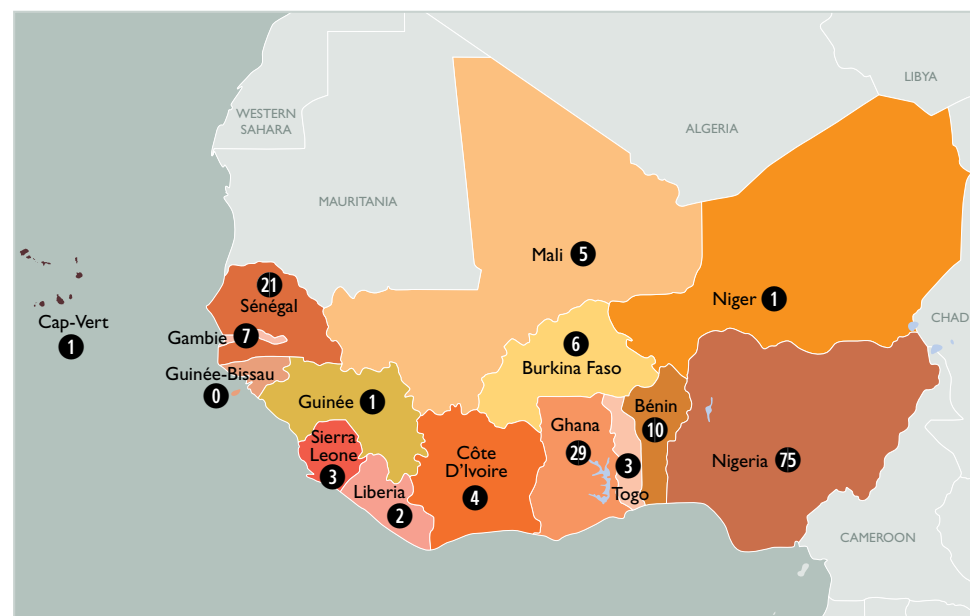 LIBYA
WESTERN
SAHARA
ALGERIA
MAURITANIA
Mali 5
21
Sénégal
Niger 1
Cap-Vert
1
CHAD
Gambie 7
6
Burkina Faso
Guinée-Bissau
0
Guinée 1
Bénin
10
Ghana
29
Sierra
Leone
3
Côte
D'Ivoire
4
3
Togo
Nigeria 75
Liberia
2
CAMEROON